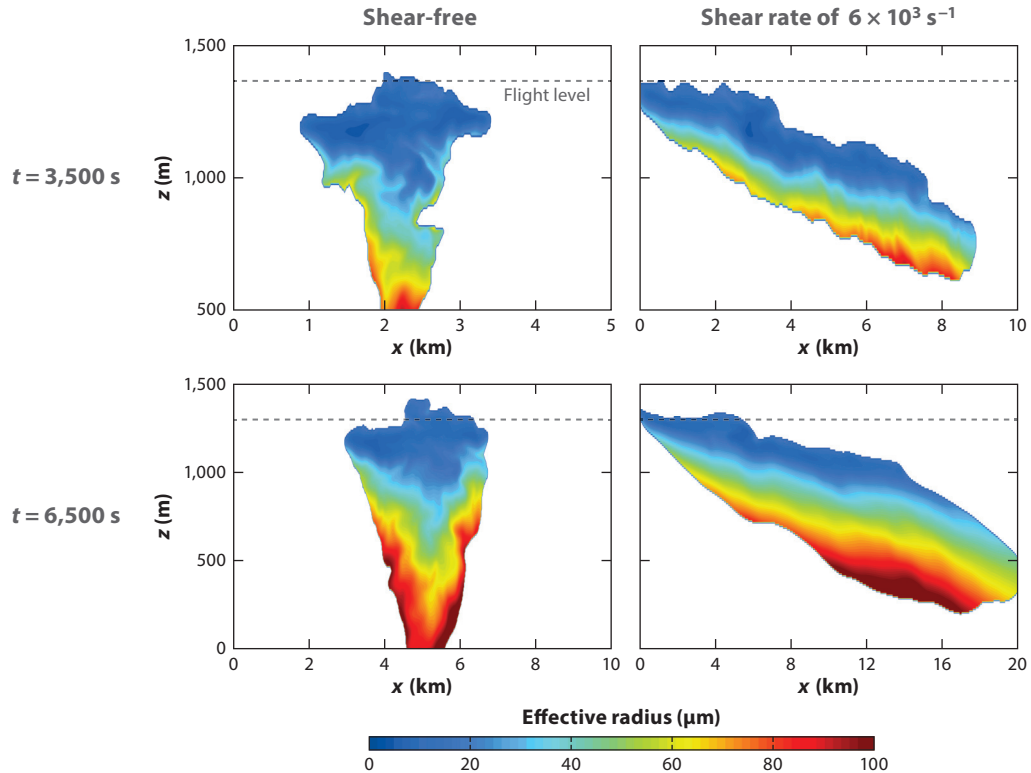 Shear-free
Shear rate of 6 × 10³ s⁻¹
t = 3,500 s
z (m)
1,500
1,000
500
Flight level
0 1 2 3 4 5
x (km)
0 2 4 6 8 10
x (km)
t = 6,500 s
z (m)
1,500
1,000
500
0
0 2 4 6 8 10
x (km)
0 4 8 12 16 20
x (km)
Effective radius (µm)
0 20 40 60 80 100